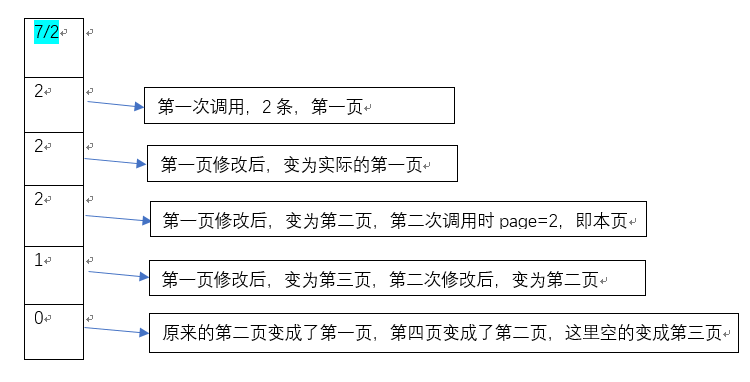 7/2
2
第一次调用，2 条，第一页
2
第一页修改后，变为实际的第一页
2
第一页修改后，变为第二页，第二次调用时 page=2，即本页
1
第一页修改后，变为第三页，第二次修改后，变为第二页
0
原来的第二页变成了第一页，第四页变成了第二页，这里空的变成第三页